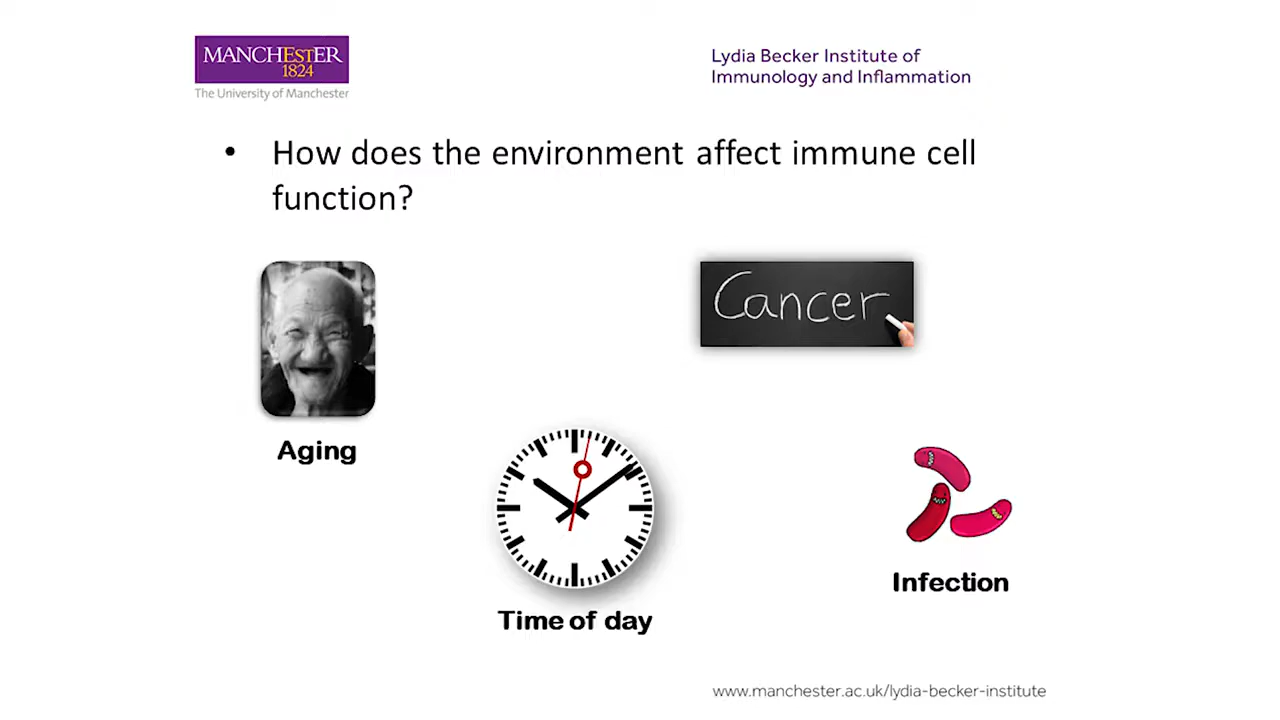 MANCHESTER
1824
The University of Manchester
Lydia Becker Institute of
Immunology and Inflammation
• How does the environment affect immune cell
function?
Cancer
Aging
Time of day
Infection
www.manchester.ac.uk/lydia-becker-institute